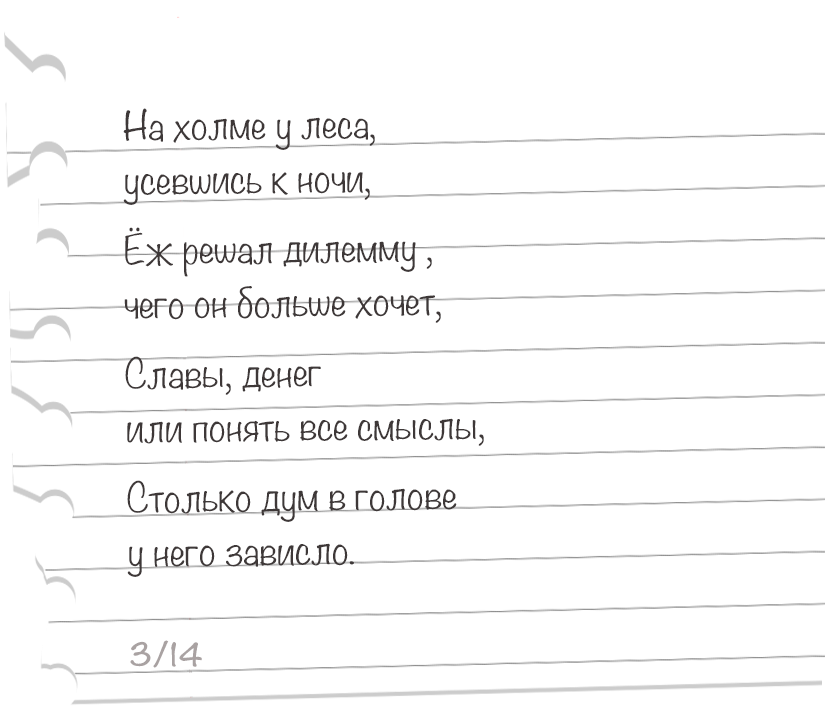 На холме у леса,
усевшись к ночи,
Ёж решал дилемму ,
чего он больше хочет,
Славы, денег
или понять все смыслы,
Столько дум в голове
у него зависло.
3/14